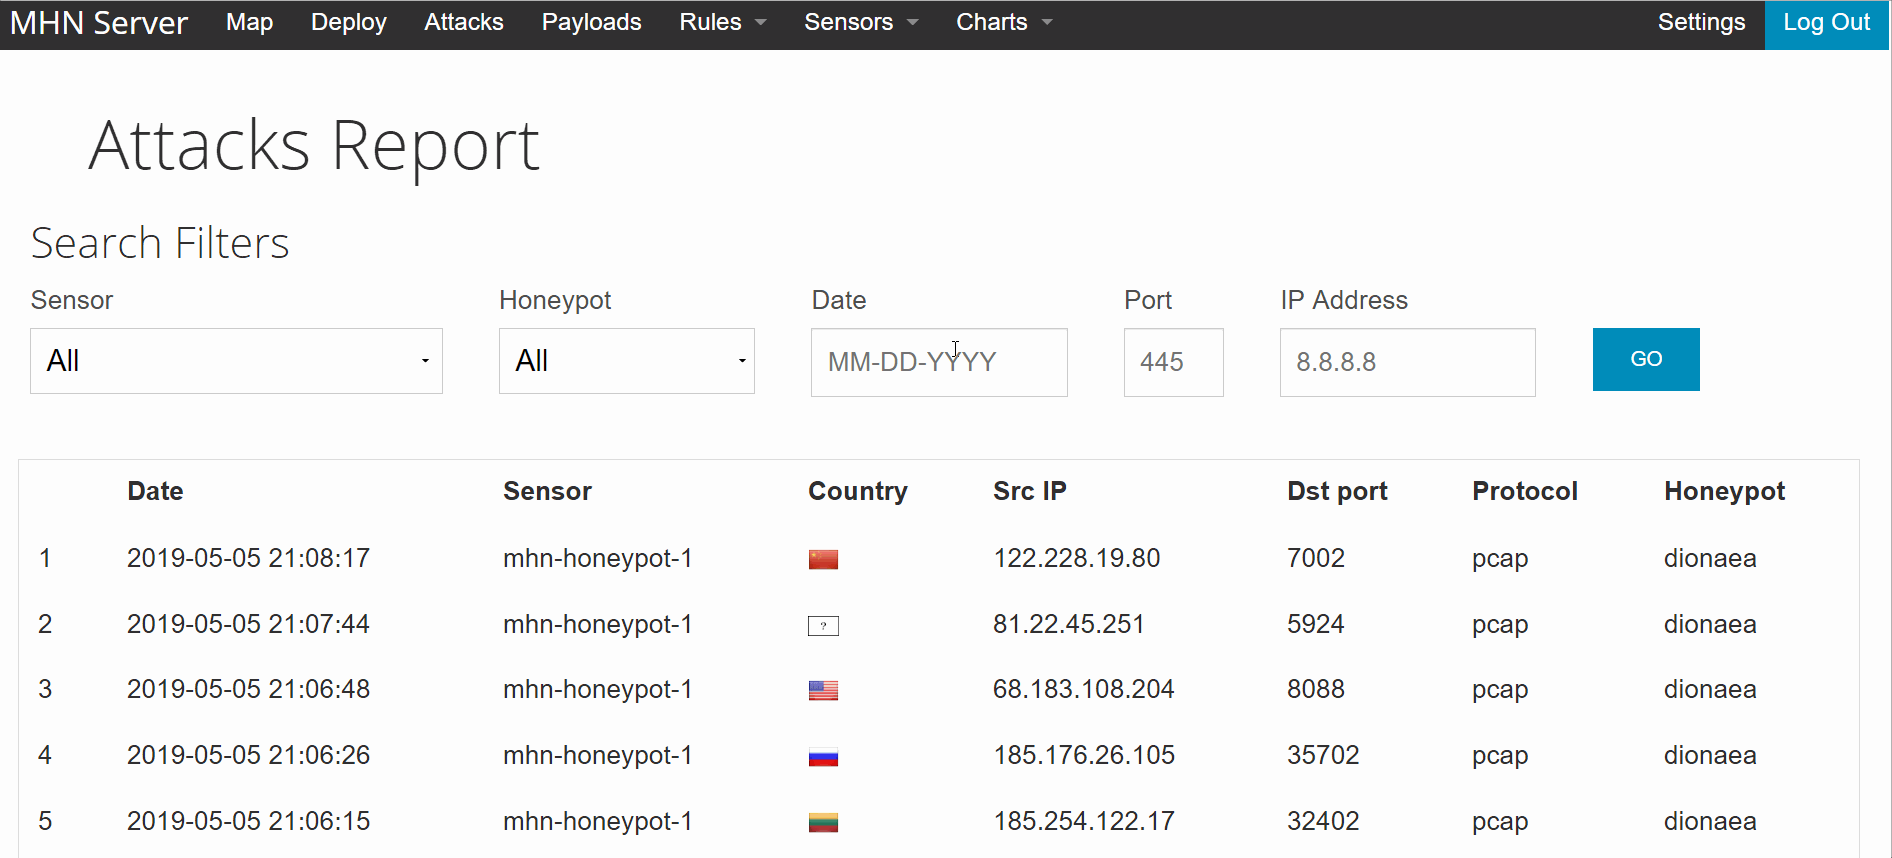 MHN Server Map Deploy Attacks Payloads Rules Sensors Charts Settings Log Out
Attacks Report
Search Filters
Sensor Honeypot Date Port IP Address
All All MM-DD-YYYY 445 8.8.8.8 GO
Date Sensor Country Src IP Dst port Protocol Honeypot
1 2019-05-05 21:08:17 mhn-honeypot-1 122.228.19.80 7002 pcap dionaea
2 2019-05-05 21:07:44 mhn-honeypot-1 ? 81.22.45.251 5924 pcap dionaea
3 2019-05-05 21:06:48 mhn-honeypot-1 68.183.108.204 8088 pcap dionaea
4 2019-05-05 21:06:26 mhn-honeypot-1 185.176.26.105 35702 pcap dionaea
5 2019-05-05 21:06:15 mhn-honeypot-1 185.254.122.17 32402 pcap dionaea